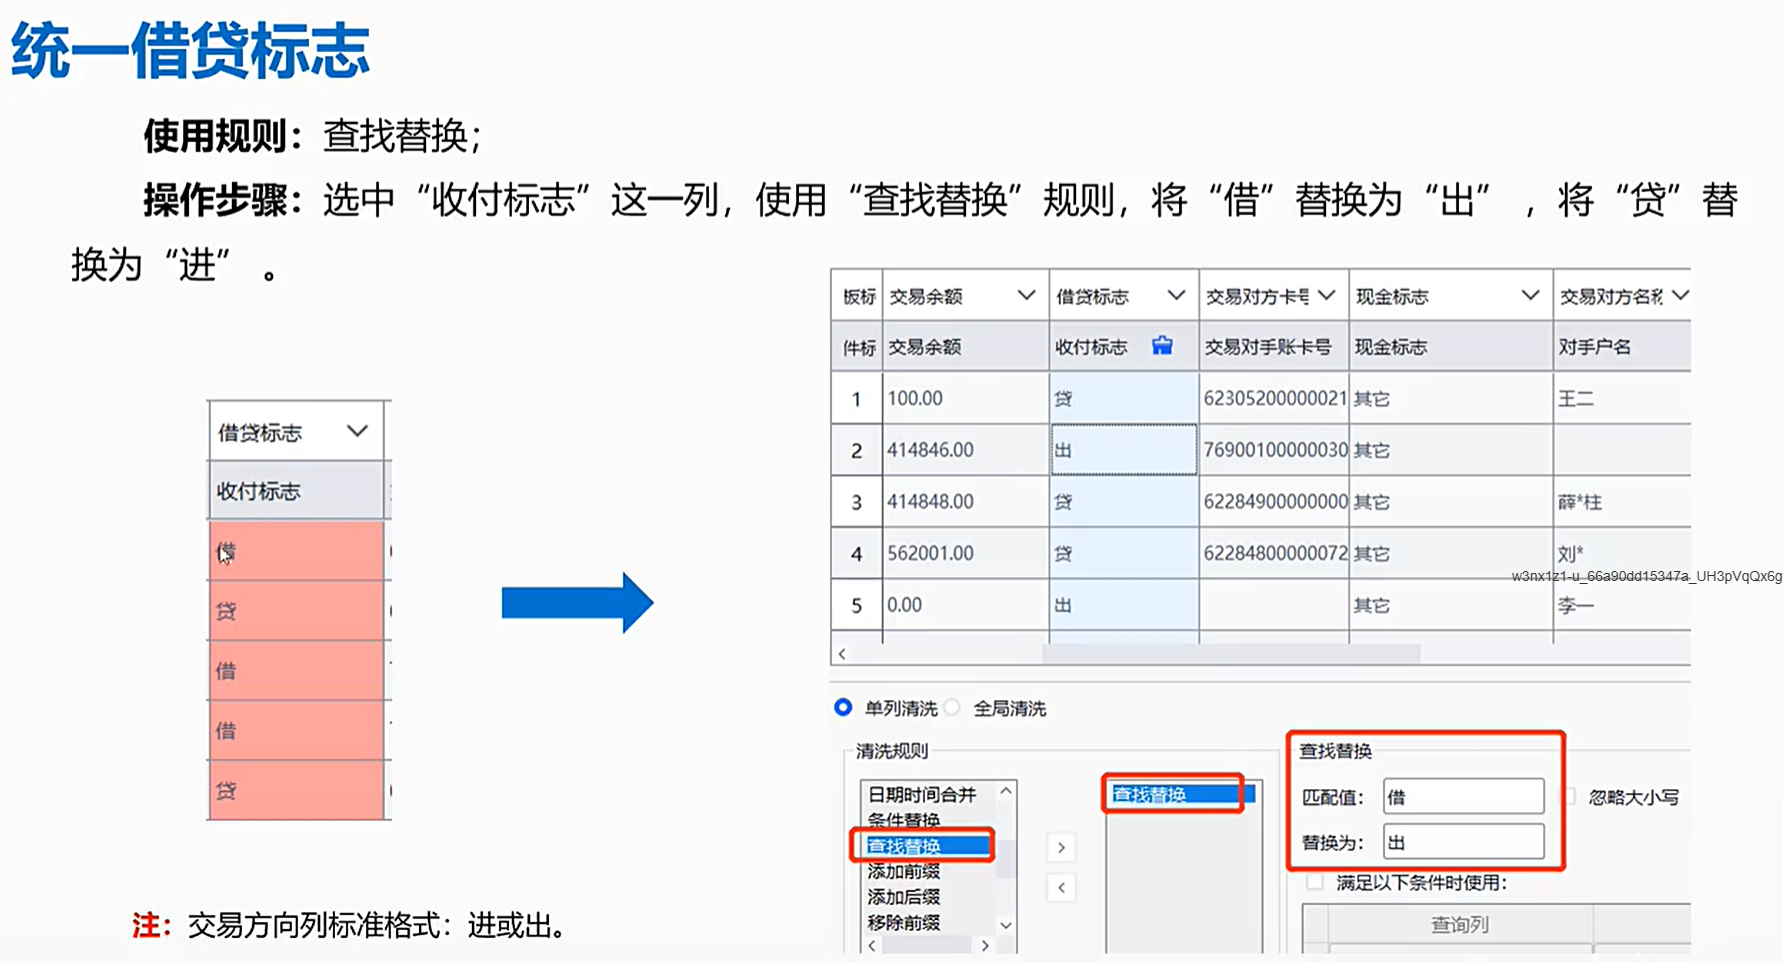 统一借贷标志
使用规则：查找替换；
操作步骤：选中“收付标志”这一列，使用“查找替换”规则，将“借”替换为“出”，将“贷”替
换为“进”。
借贷标志
收付标志
借
贷
借
借
贷
注：交易方向列标准格式：进或出。
板标 交易余额 借贷标志 交易对方卡号 现金标志 交易对方名称
件标 交易余额 收付标志 交易对手账卡号 现金标志 对手户名
1 100.00 贷 62305200000021 其它 王二
2 414846.00 出 76900100000030 其它
3 414848.00 贷 62284900000000 其它 薛*柱
4 562001.00 贷 62284800000072 其它 刘*
w3nx1z1-u_66a90dd15347a_UH3pVqQx6g
5 0.00 出 其它 李一
单列清洗 全局清洗
清洗规则
日期时间合并
条件替换
查找替换
添加前缀
添加后缀
移除前缀
查找替换
查找替换
匹配值： 借 忽略大小写
替换为： 出
满足以下条件时使用：
查询列